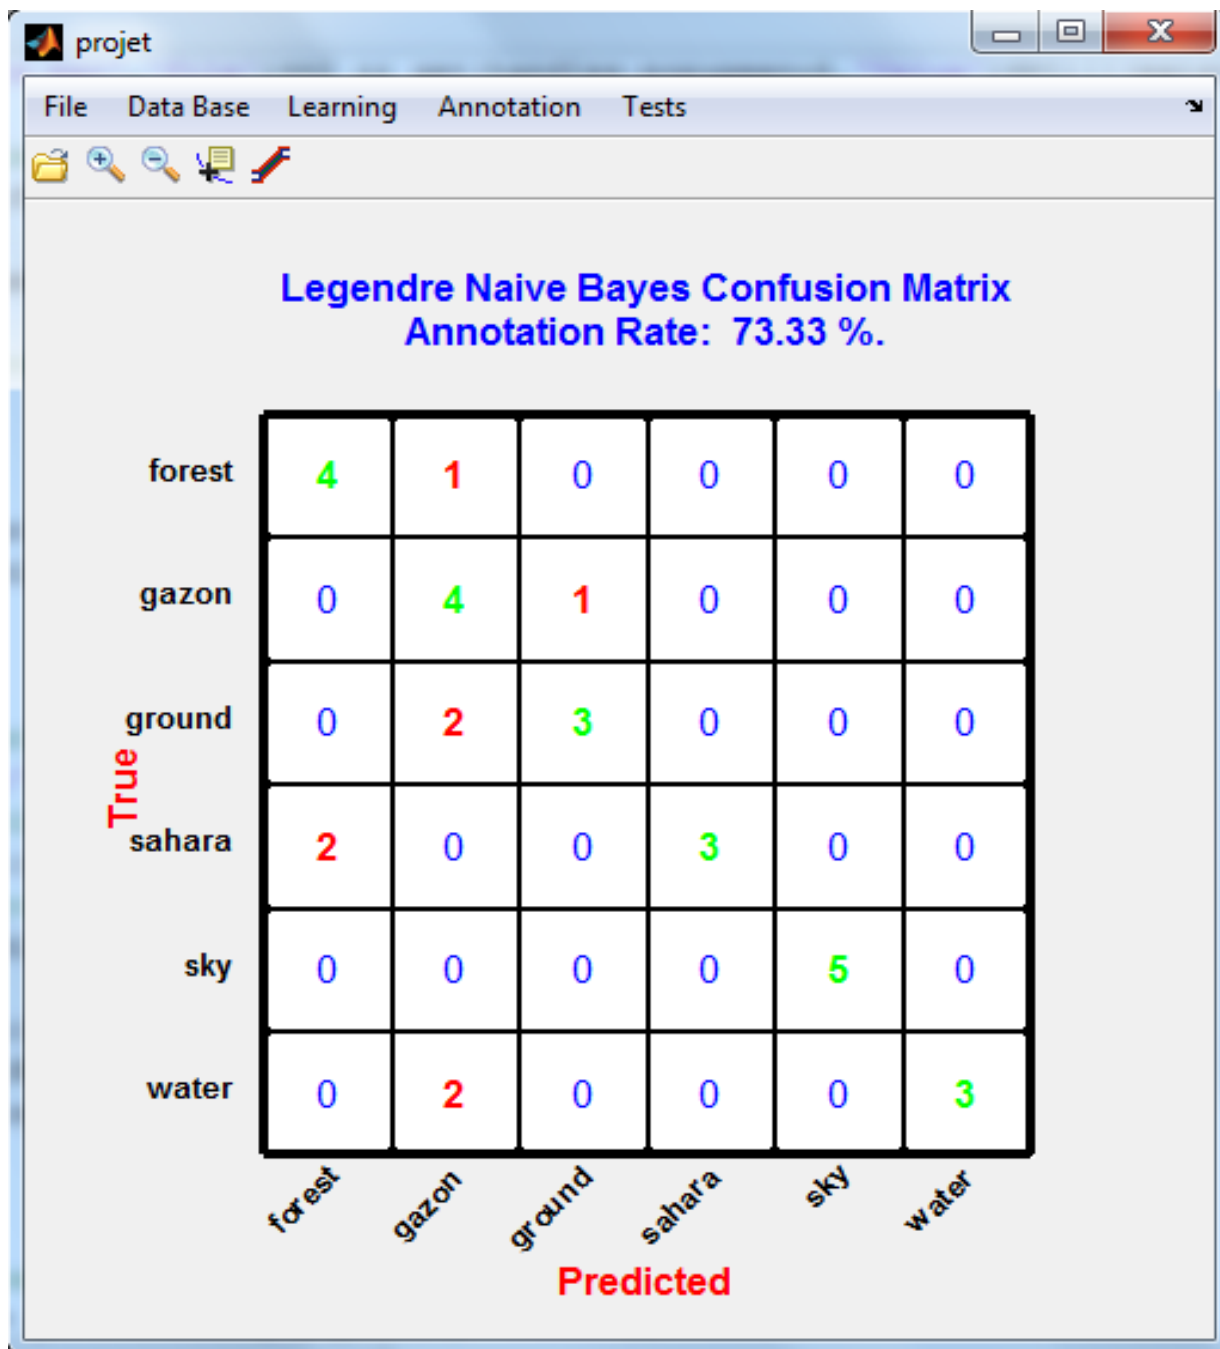 projet
File Data Base Learning Annotation Tests
Legendre Naive Bayes Confusion Matrix
Annotation Rate: 73.33 %.
forest 4 1 0 0 0 0
gazon 0 4 1 0 0 0
ground 0 2 3 0 0 0
True
sahara 2 0 0 3 0 0
sky 0 0 0 0 5 0
water 0 2 0 0 0 3
forest gazon ground sahara sky water
Predicted